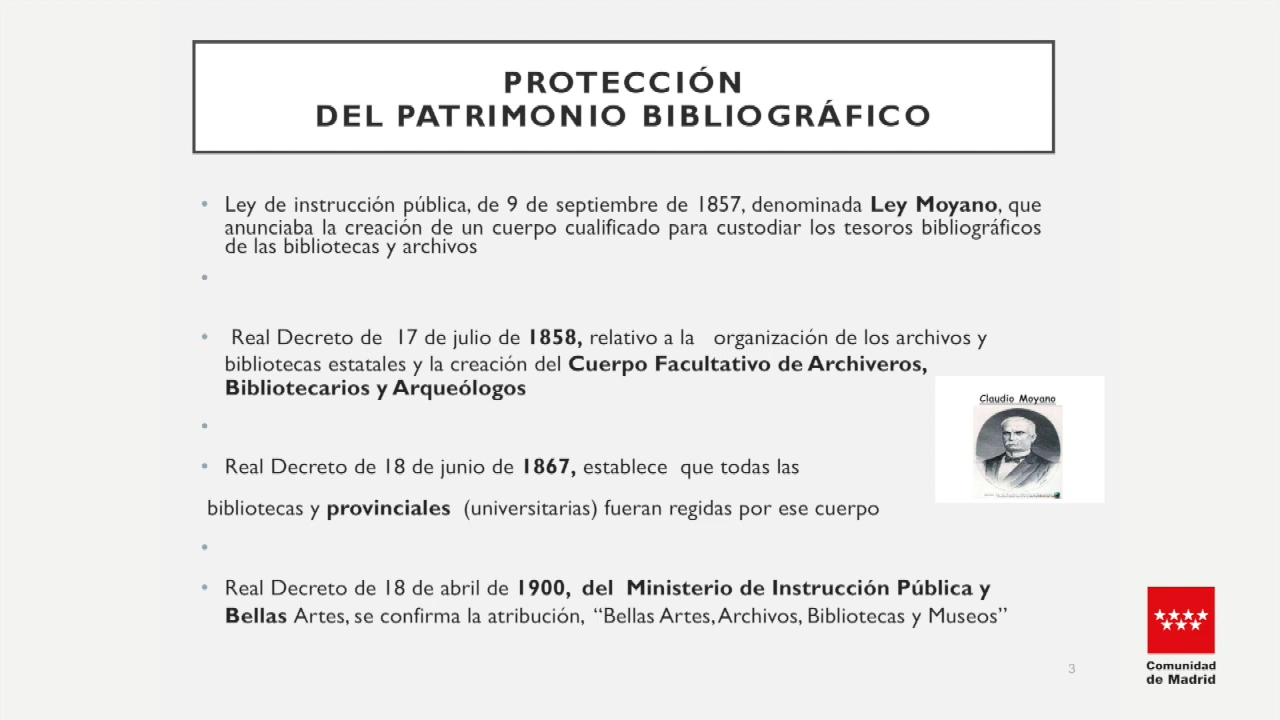 PROTECCIÓN
DEL PATRIMONIO BIBLIOGRÁFICO
• Ley de instrucción pública, de 9 de septiembre de 1857, denominada Ley Moyano, que
anunciaba la creación de un cuerpo cualificado para custodiar los tesoros bibliográficos
de las bibliotecas y archivos
•
• Real Decreto de 17 de julio de 1858, relativo a la organización de los archivos y
bibliotecas estatales y la creación del Cuerpo Facultativo de Archiveros,
Bibliotecarios y Arqueólogos
•
Claudio Moyano
• Real Decreto de 18 de junio de 1867, establece que todas las
bibliotecas y provinciales (universitarias) fueran regidas por ese cuerpo
•
• Real Decreto de 18 de abril de 1900, del Ministerio de Instrucción Pública y
Bellas Artes, se confirma la atribución, “Bellas Artes, Archivos, Bibliotecas y Museos”
3
Comunidad
de Madrid